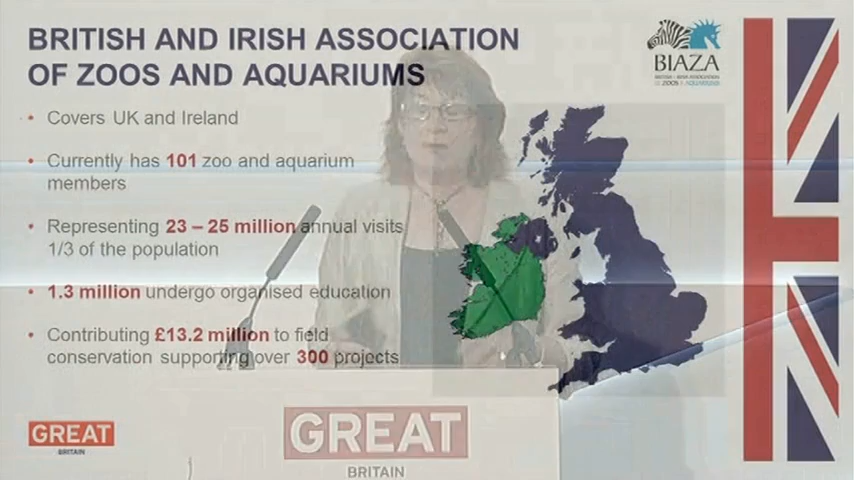 BRITISH AND IRISH ASSOCIATION
OF ZOOS AND AQUARIUMS
BIAZA
BRITISH & IRISH ASSOCIATION
OF ZOOS & AQUARIUMS
• Covers UK and Ireland
• Currently has 101 zoo and aquarium
members
• Representing 23 – 25 million annual visits
1/3 of the population
• 1.3 million undergo organised education
• Contributing £13.2 million to field
conservation supporting over 300 projects
GREAT
BRITAIN
GREAT
BRITAIN